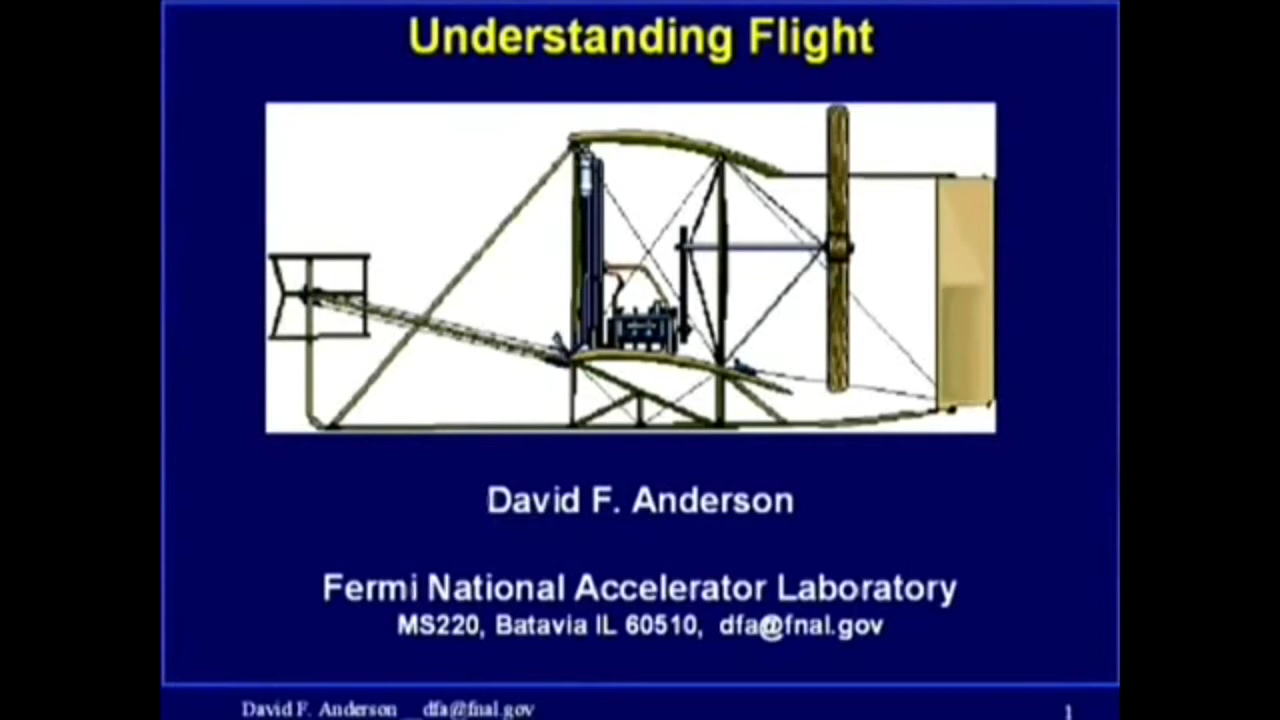 Understanding Flight
David F. Anderson
Fermi National Accelerator Laboratory
MS220, Batavia IL 60510, dfa@fnal.gov
David F. Anderson dfa@fnal.gov 1